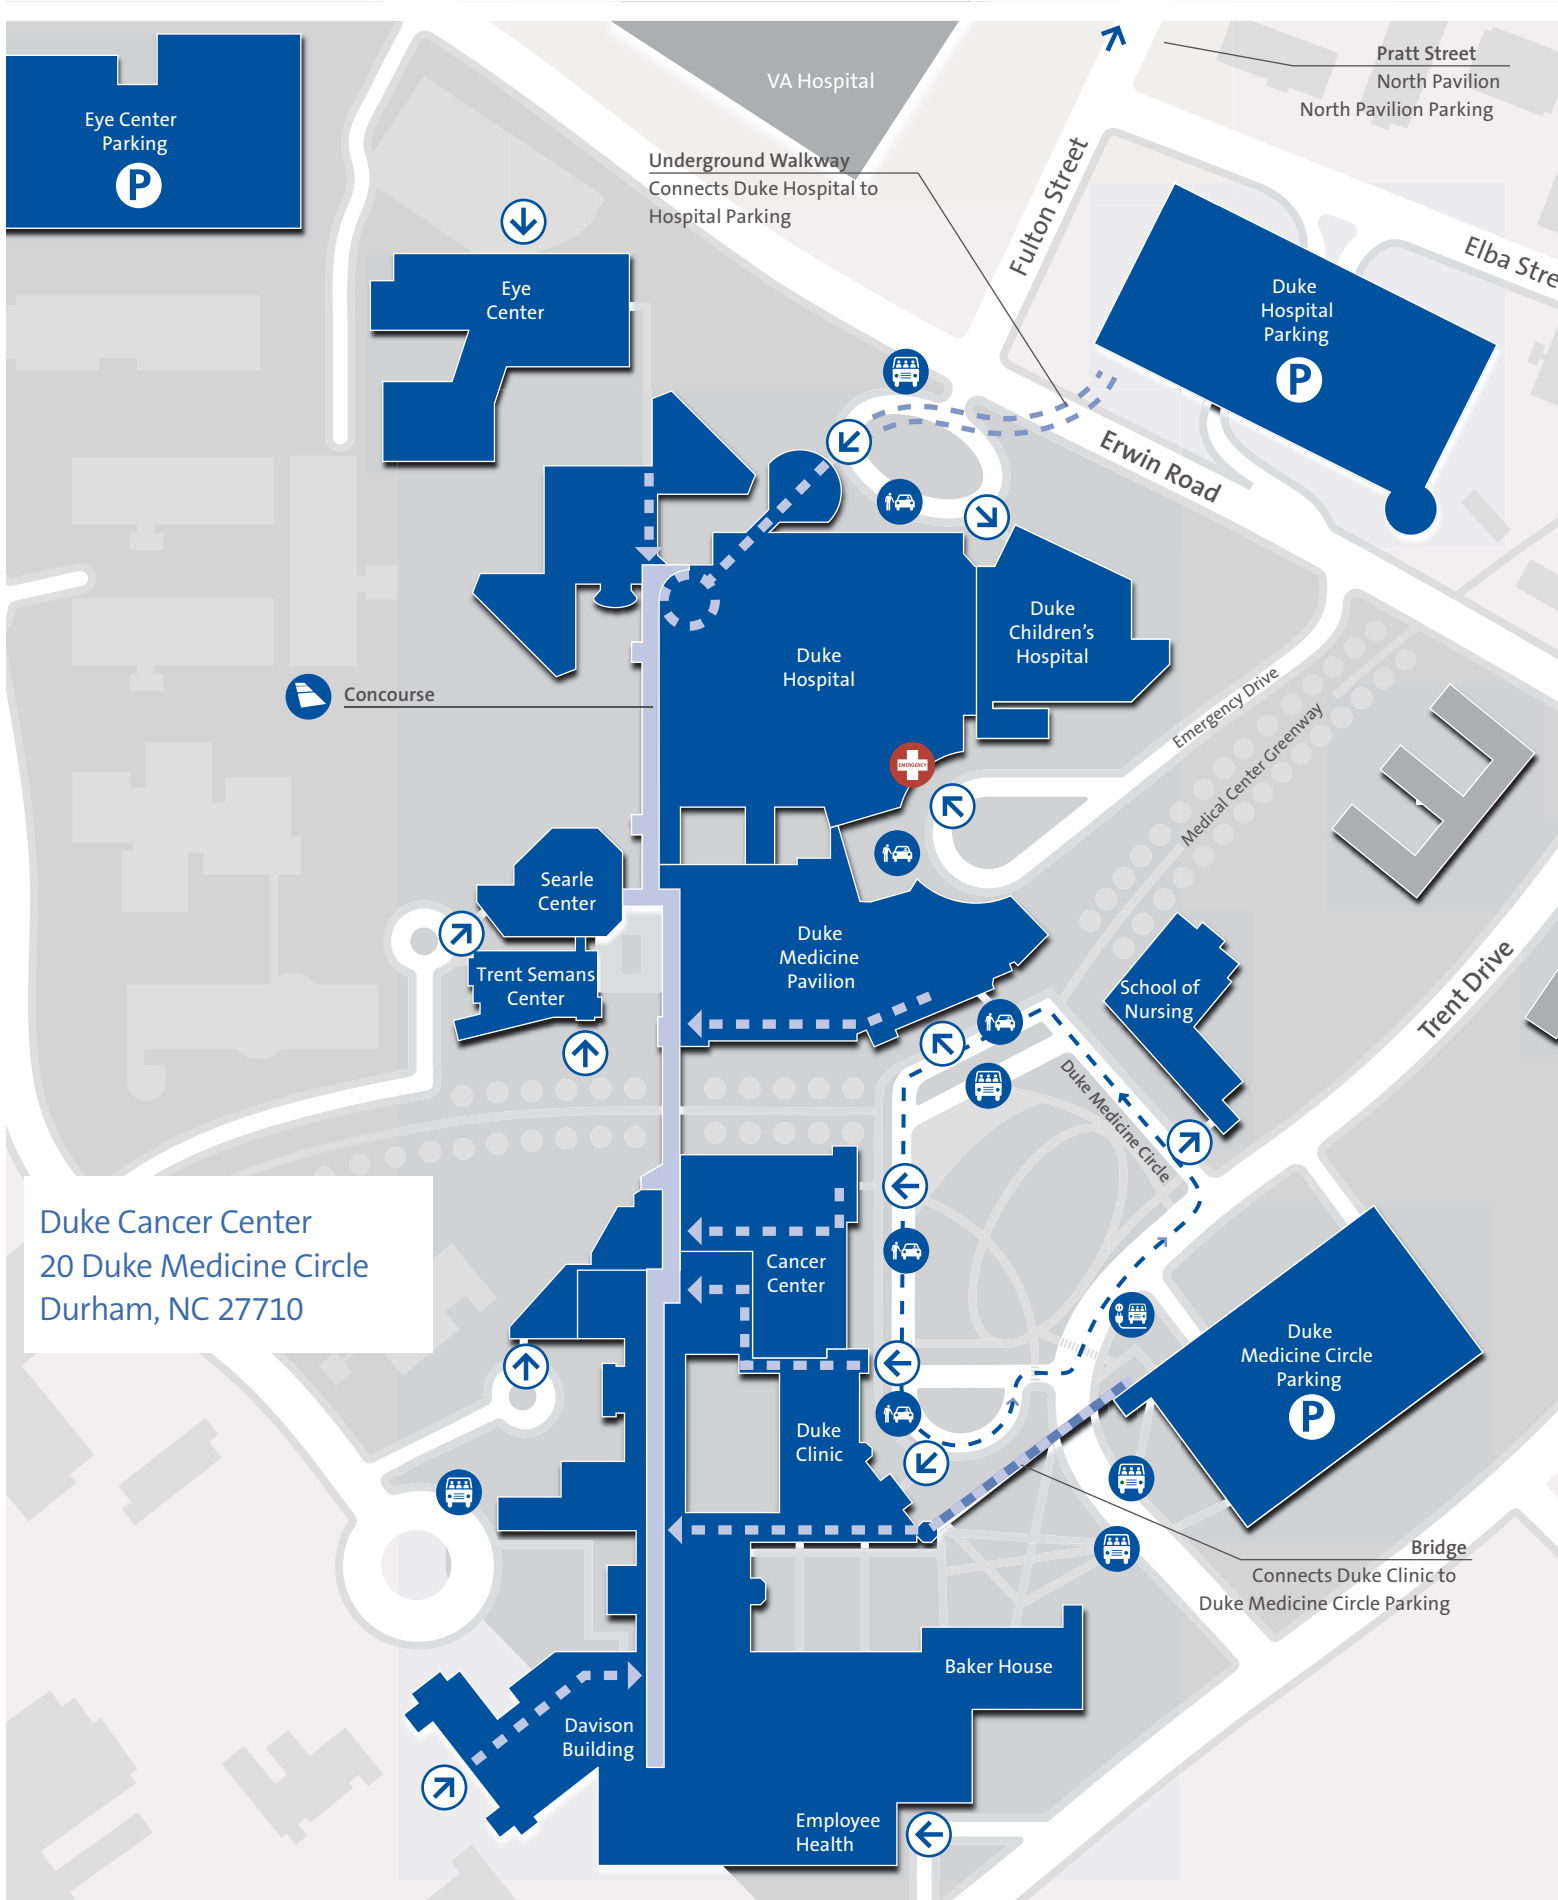 VA Hospital
Pratt Street
North Pavilion
North Pavilion Parking
Eye Center
Parking
P
Underground Walkway
Connects Duke Hospital to
Hospital Parking
Fulton Street
Elba Stre
Duke
Hospital
Parking
P
Eye
Center
Erwin Road
Duke
Children's
Hospital
Duke
Hospital
Concourse
Emergency Drive
Medical Center Greenway
EMERGENCY
Searle
Center
Duke
Medicine
Pavilion
Trent Semans
Center
School of
Nursing
Trent Drive
Duke Medicine Circle
Duke Cancer Center
20 Duke Medicine Circle
Durham, NC 27710
Cancer
Center
Duke
Medicine Circle
Parking
P
Duke
Clinic
Bridge
Connects Duke Clinic to
Duke Medicine Circle Parking
Baker House
Davison
Building
Employee
Health